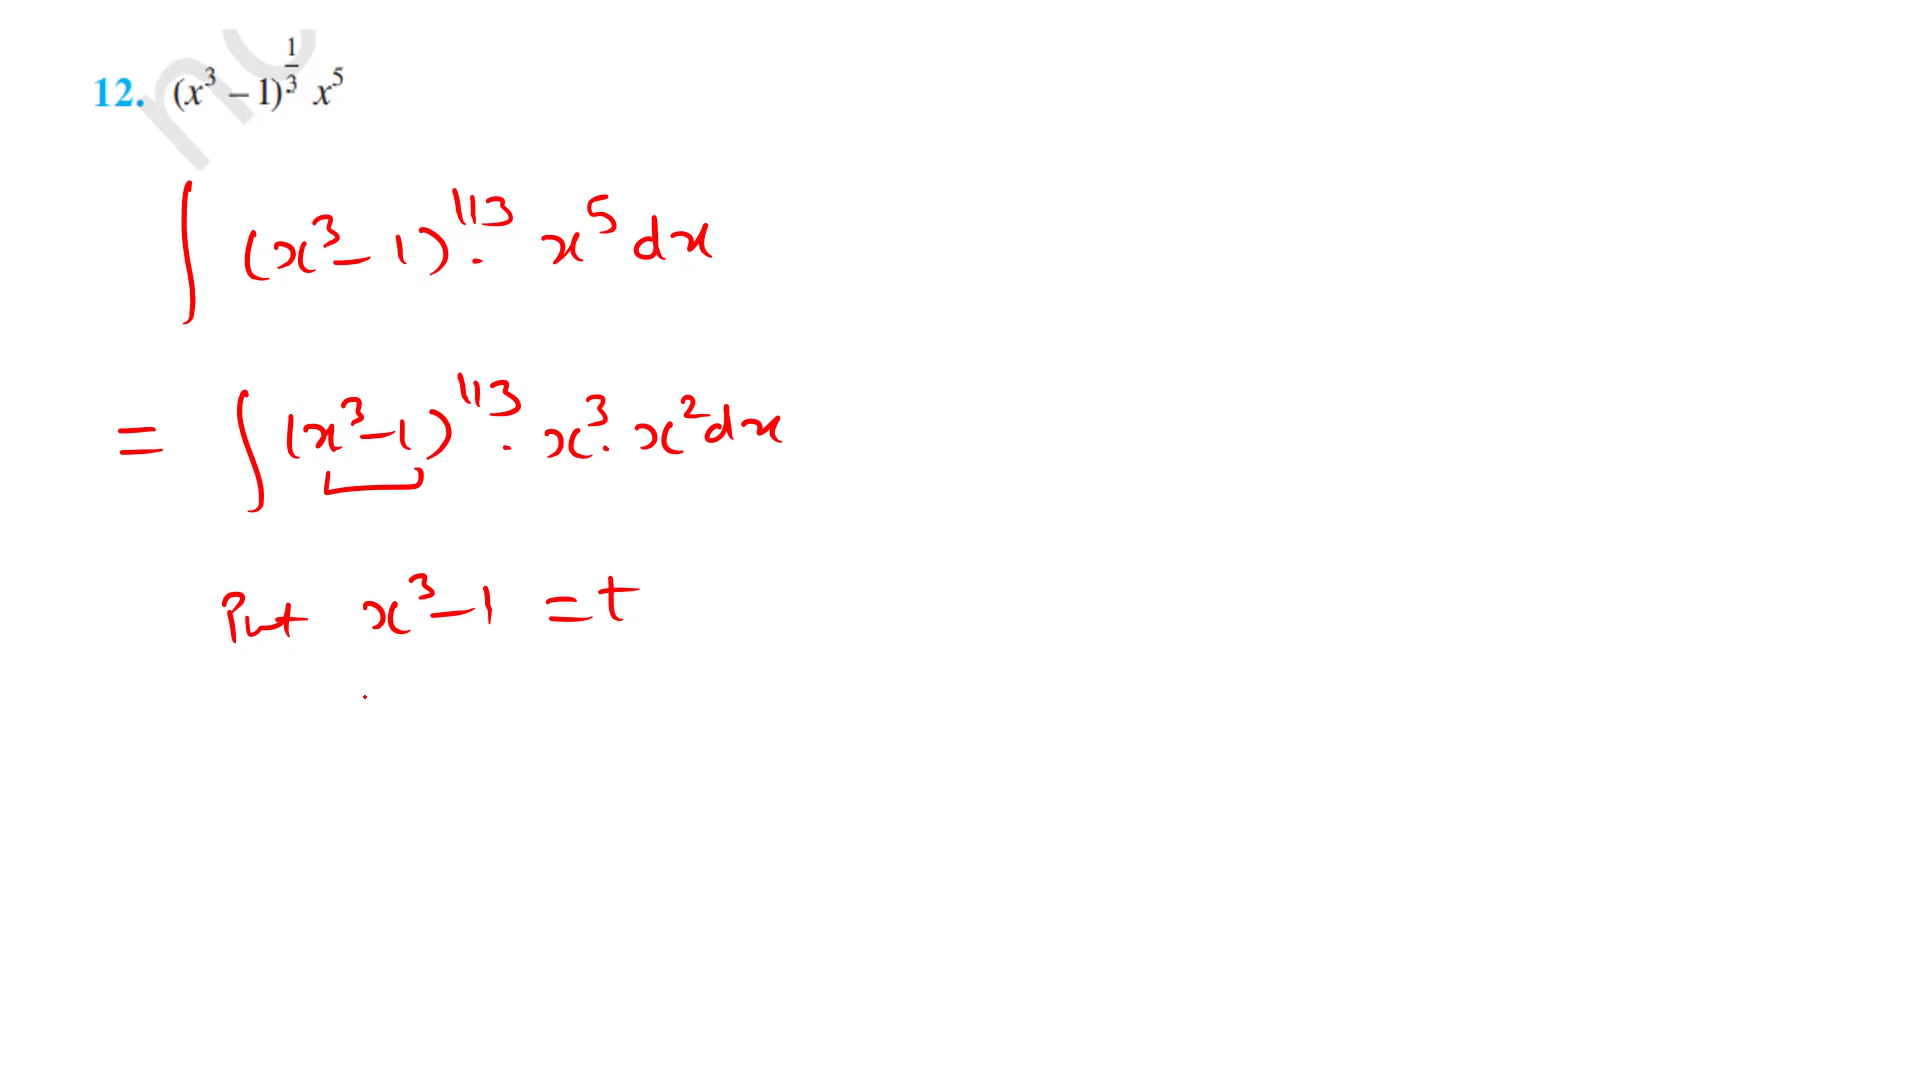 12. (x³ – 1)^(1/3) x⁵
∫ (x³ – 1)^1/3 . x⁵ dx
= ∫ (x³ – 1)^1/3 . x³ . x² dx
Put x³ – 1 = t